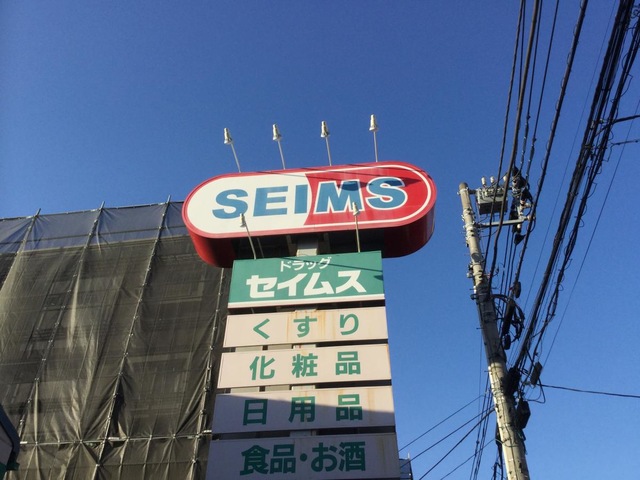 SEIMS
ドラッグ
セイムス
くすり
化粧品
日用品
食品・お酒